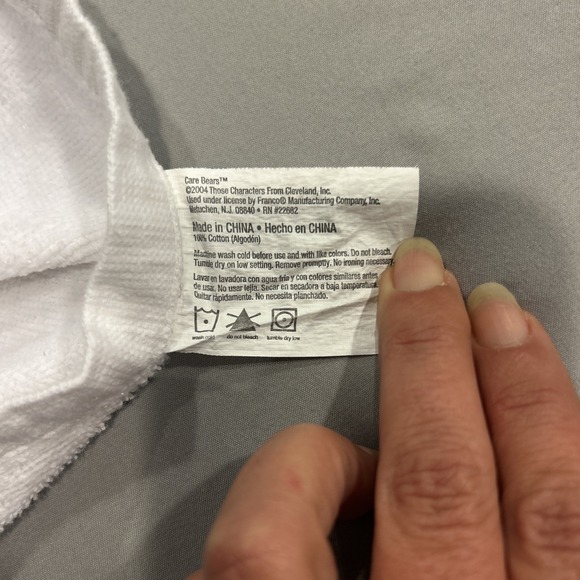 Care Bears™
©2004 Those Characters From Cleveland, Inc.
Used under license by Franco® Manufacturing Company, Inc.
Metuchen, N.J. 08840 • RN #22682
Made in CHINA • Hecho en CHINA
100% Cotton (Algodón)
Machine wash cold before use and with like colors. Do not bleach.
Tumble dry on low setting. Remove promptly. No ironing necessary.
Lavar en lavadora con agua fria y con colores similares antes
de usar. No usar lejia. Secar en secadora a baja temperatura.
Quitar rápidamente. No necesita planchado.
wash cold do not bleach tumble dry low